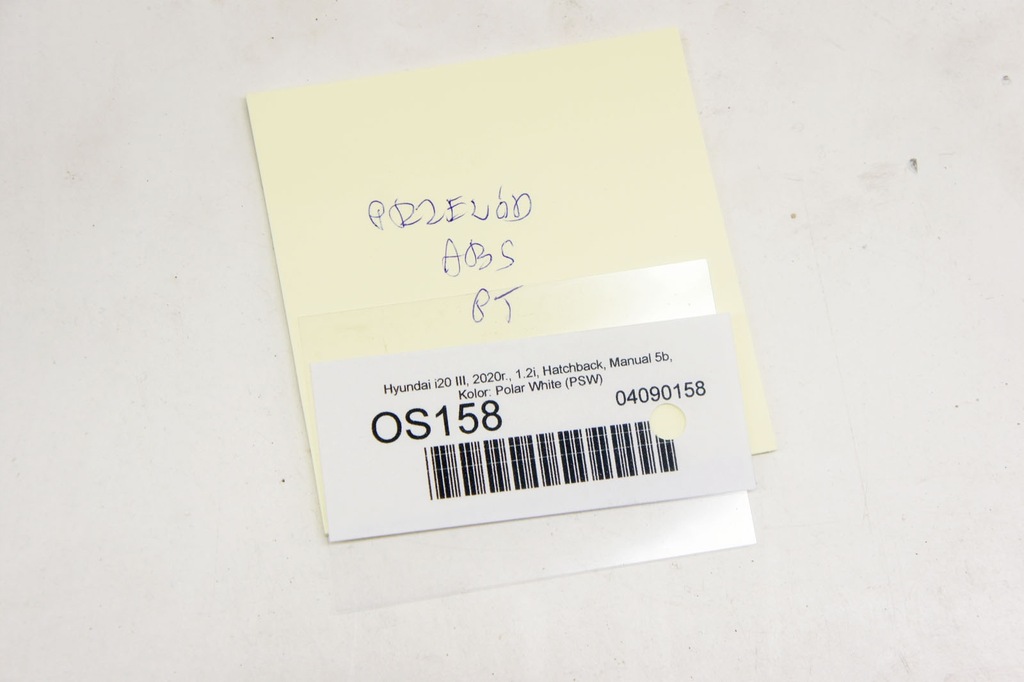 PRZEWÓD
ABS
PT
Hyundai i20 III, 2020r., 1.2i, Hatchback, Manual 5b,
Kolor: Polar White (PSW)
04090158
OS158